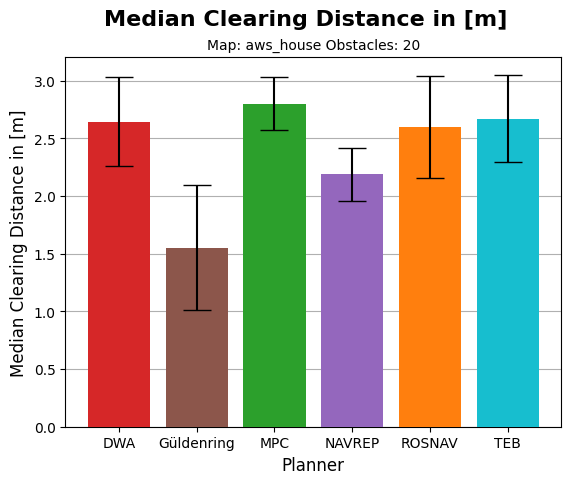 Median Clearing Distance in [m]
Map: aws_house Obstacles: 20
Median Clearing Distance in [m]
3.0
2.5
2.0
1.5
1.0
0.5
0.0
DWA Güldenring MPC NAVREP ROSNAV TEB
Planner